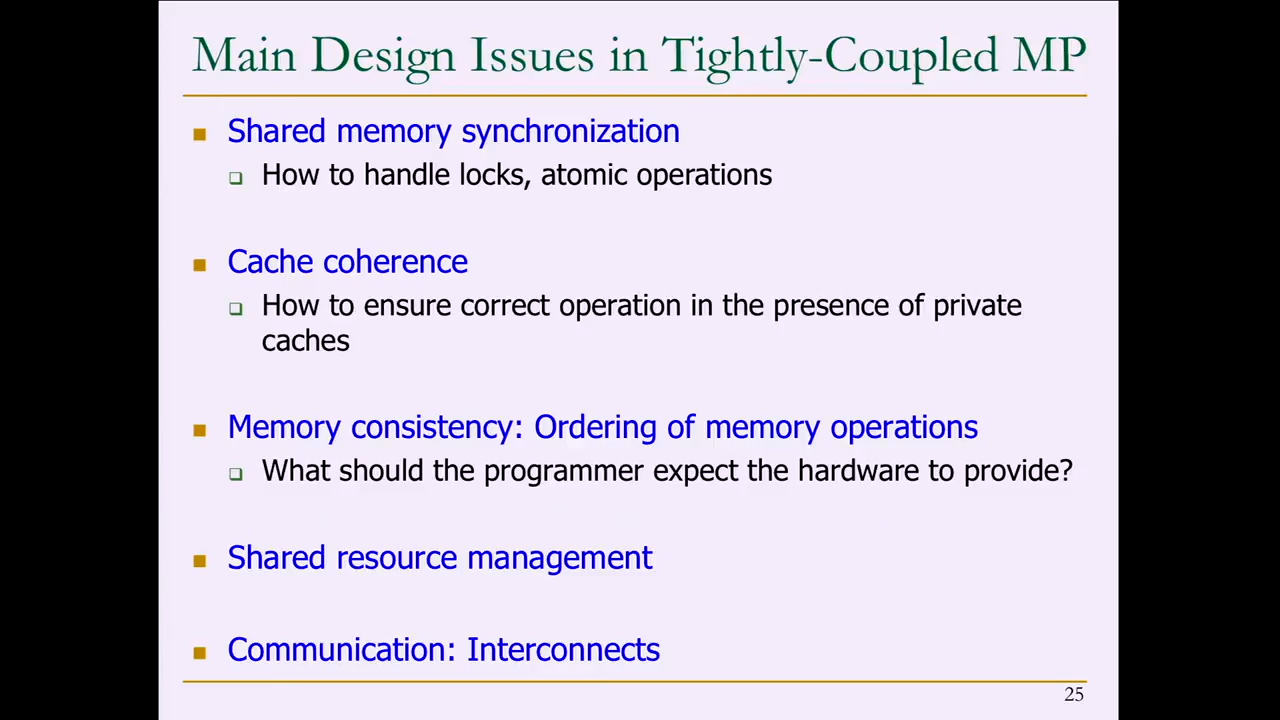 Main Design Issues in Tightly-Coupled MP
Shared memory synchronization
How to handle locks, atomic operations
Cache coherence
How to ensure correct operation in the presence of private
caches
Memory consistency: Ordering of memory operations
What should the programmer expect the hardware to provide?
Shared resource management
Communication: Interconnects
25